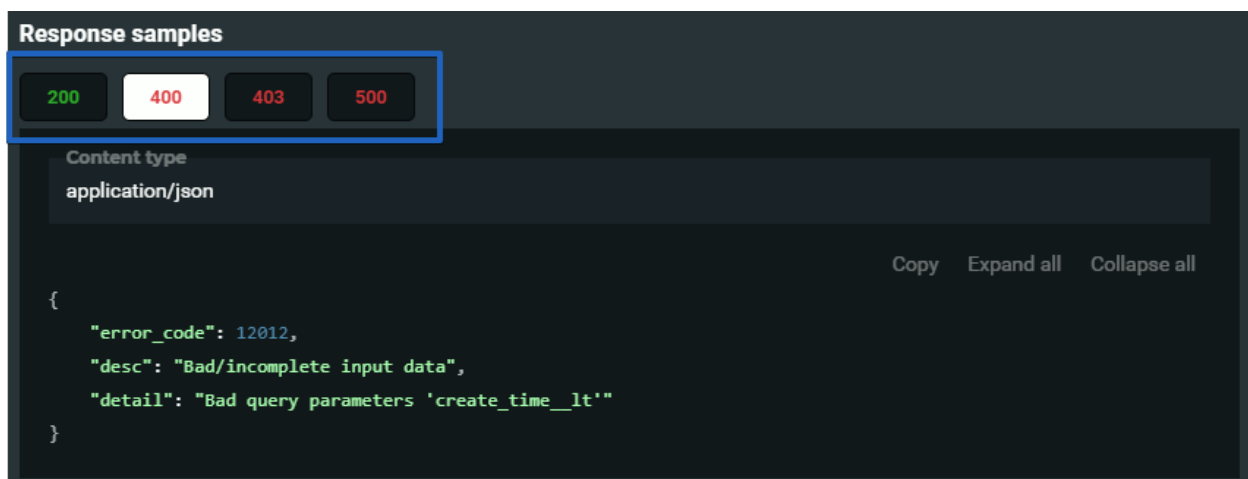 Response samples
200 400 403 500
Content type
application/json
Copy Expand all Collapse all
{
"error_code": 12012,
"desc": "Bad/incomplete input data",
"detail": "Bad query parameters 'create_time__lt'"
}